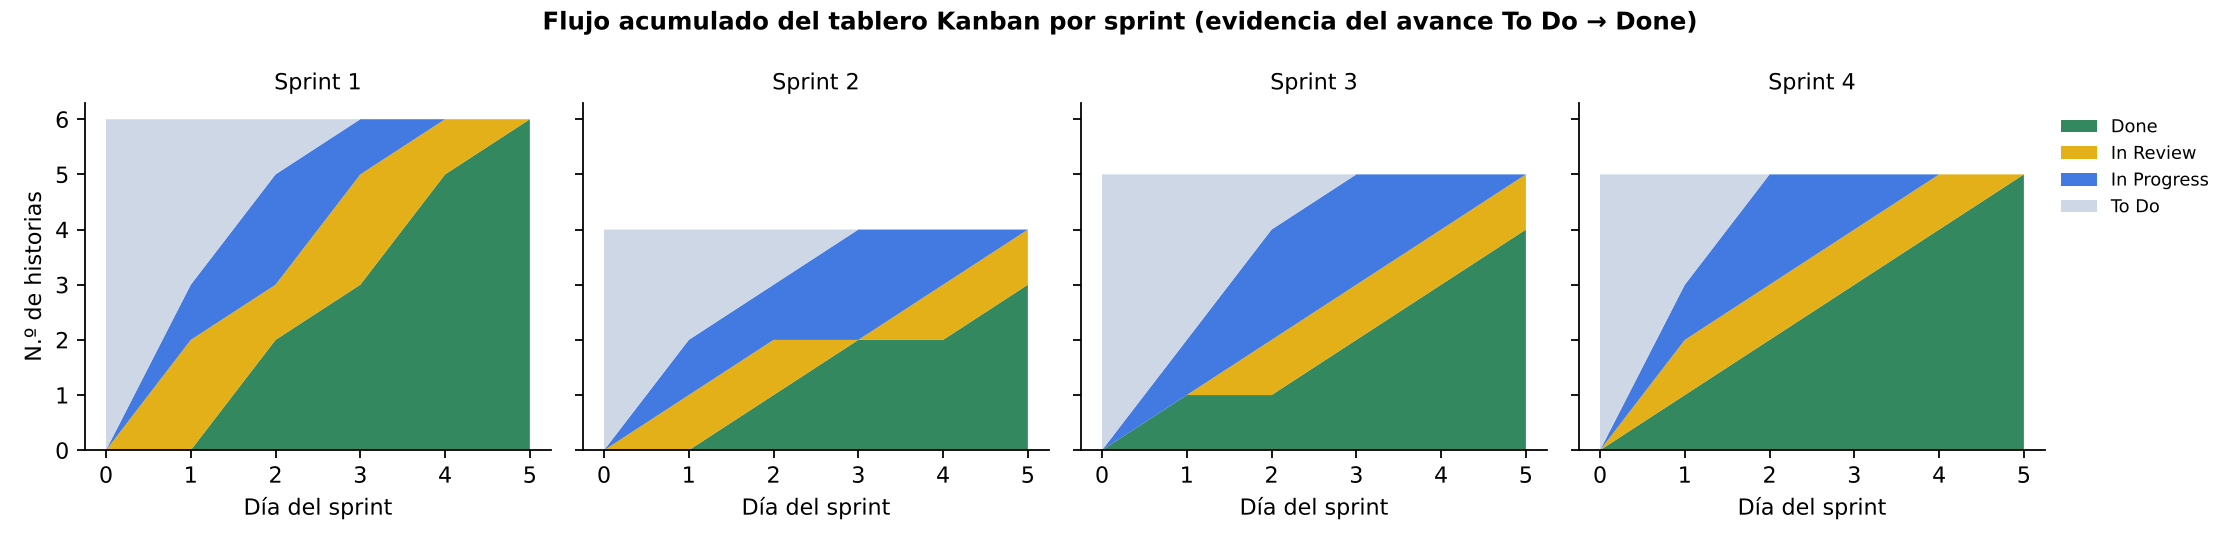 Flujo acumulado del tablero Kanban por sprint (evidencia del avance To Do → Done)
Sprint 1
Sprint 2
Sprint 3
Sprint 4
N.º de historias
6
5
4
3
2
1
0
0 1 2 3 4 5
0 1 2 3 4 5
0 1 2 3 4 5
0 1 2 3 4 5
Día del sprint
Día del sprint
Día del sprint
Día del sprint
Done
In Review
In Progress
To Do